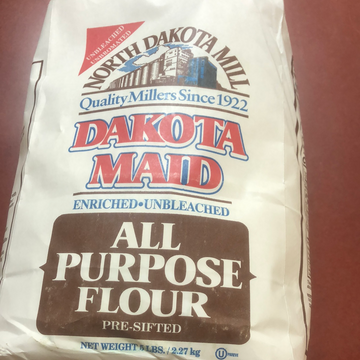 UNBLEACHED
UNBROMATED
NORTH DAKOTA MILL
Quality Millers Since 1922
DAKOTA
MAID
ENRICHED•UNBLEACHED
ALL
PURPOSE
FLOUR
PRE-SIFTED
NET WEIGHT 5 LBS. / 2.27 kg
U